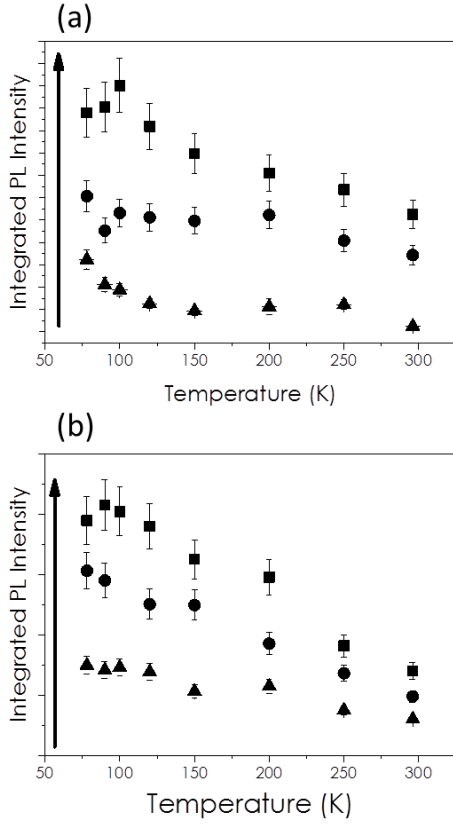 (a)
Integrated PL Intensity
50 100 150 200 250 300
Temperature (K)
(b)
Integrated PL Intensity
50 100 150 200 250 300
Temperature (K)